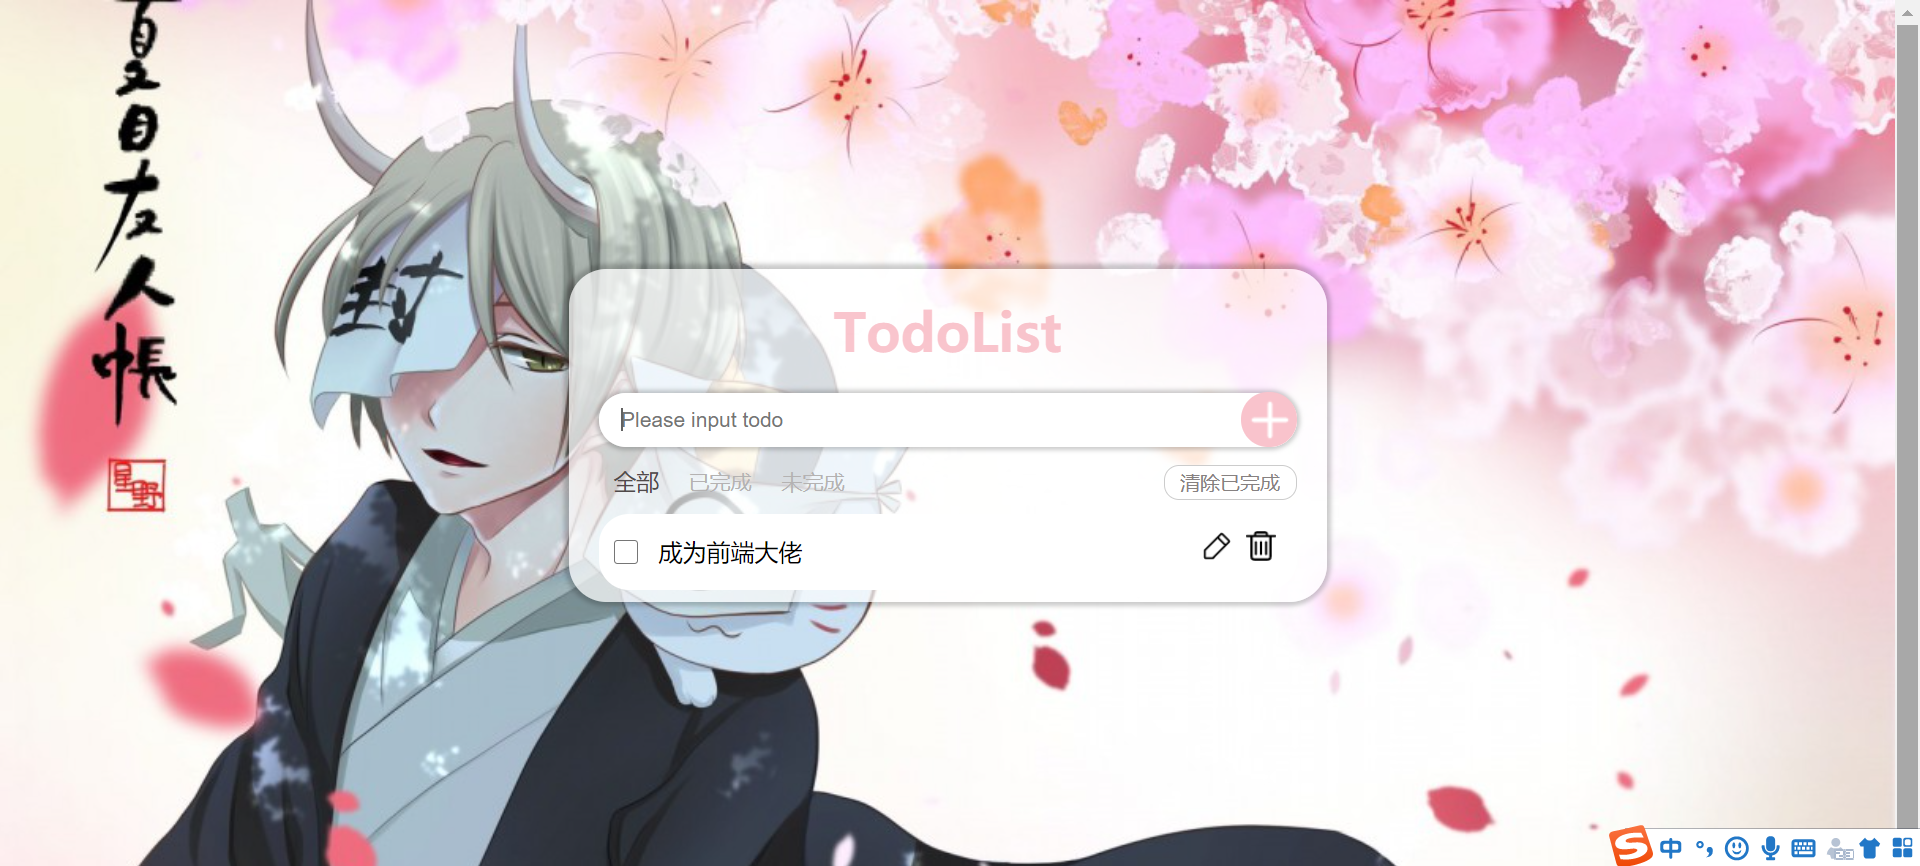 夏目友人帳
星野
封
TodoList
Please input todo
全部 已完成 未完成 清除已完成
成为前端大佬
中